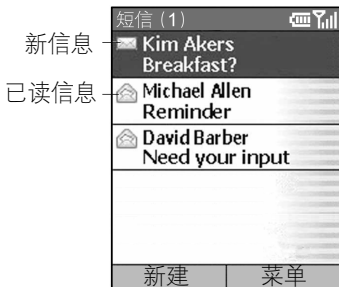 短信 (1)
新信息
Kim Akers
Breakfast?
已读信息
Michael Allen
Reminder
David Barber
Need your input
新建
菜单